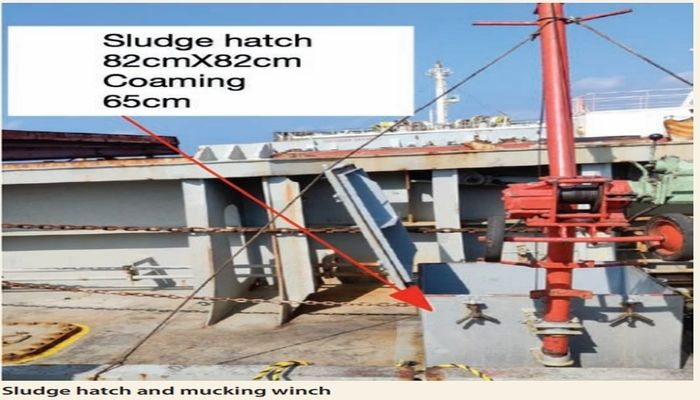 Sludge hatch
82cmX82cm
Coaming
65cm
Sludge hatch and mucking winch